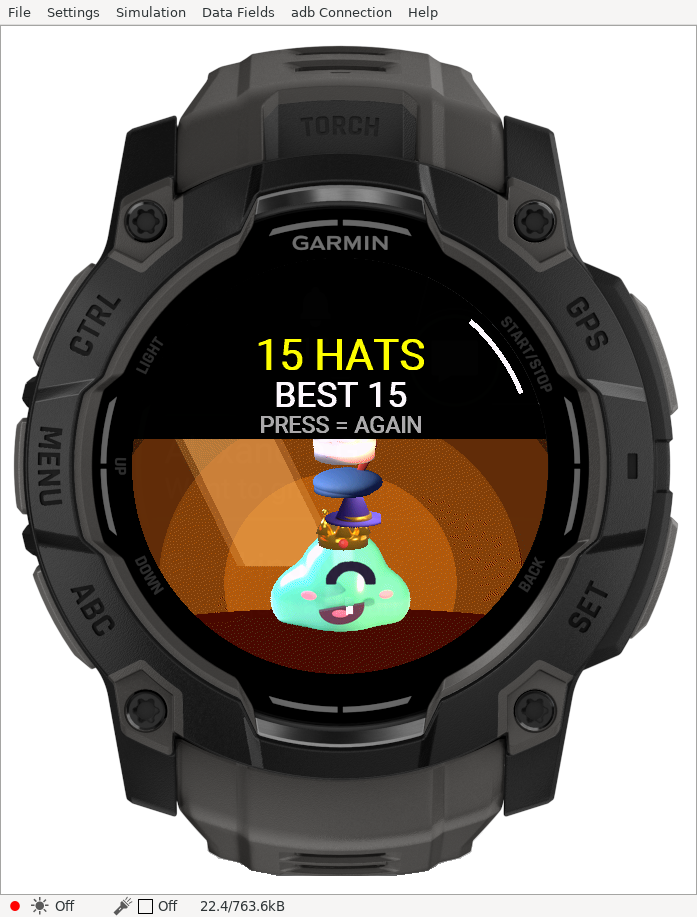 File Settings Simulation Data Fields adb Connection Help
TORCH
GARMIN
CTRL
GPS
LIGHT
START/STOP
15 HATS
BEST 15
PRESS = AGAIN
MENU
UP
DOWN
BACK
ABC
SET
Off Off 22.4/763.6kB